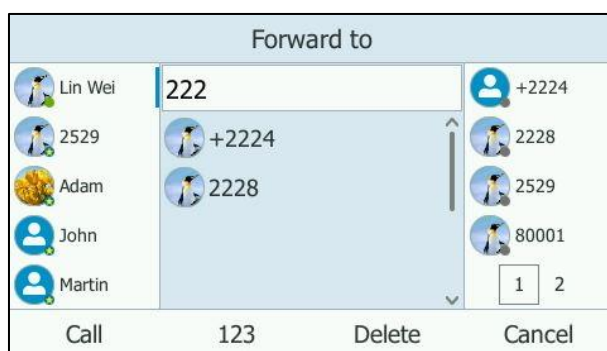 Forward to
Lin Wei
2529
Adam
John
Martin
222
+2224
2228
+2224
2228
2529
80001
1 2
Call 123 Delete Cancel